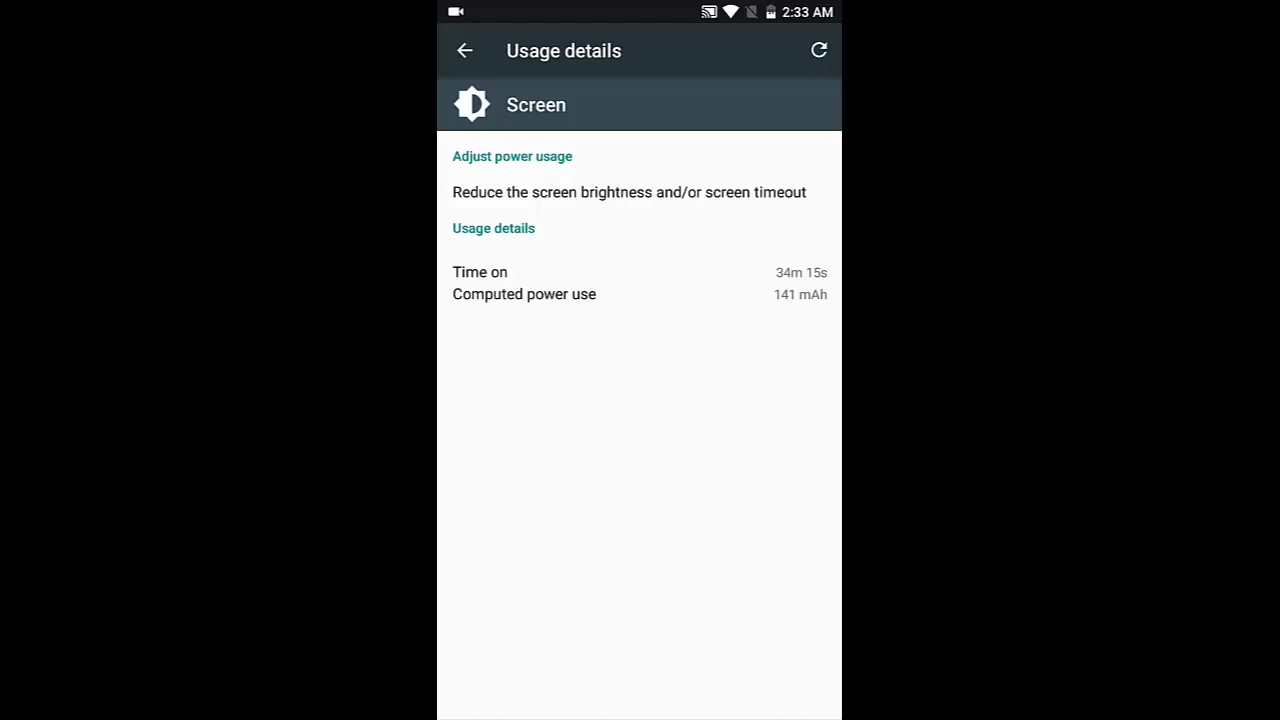 2:33 AM
Usage details
Screen
Adjust power usage
Reduce the screen brightness and/or screen timeout
Usage details
Time on 34m 15s
Computed power use 141 mAh